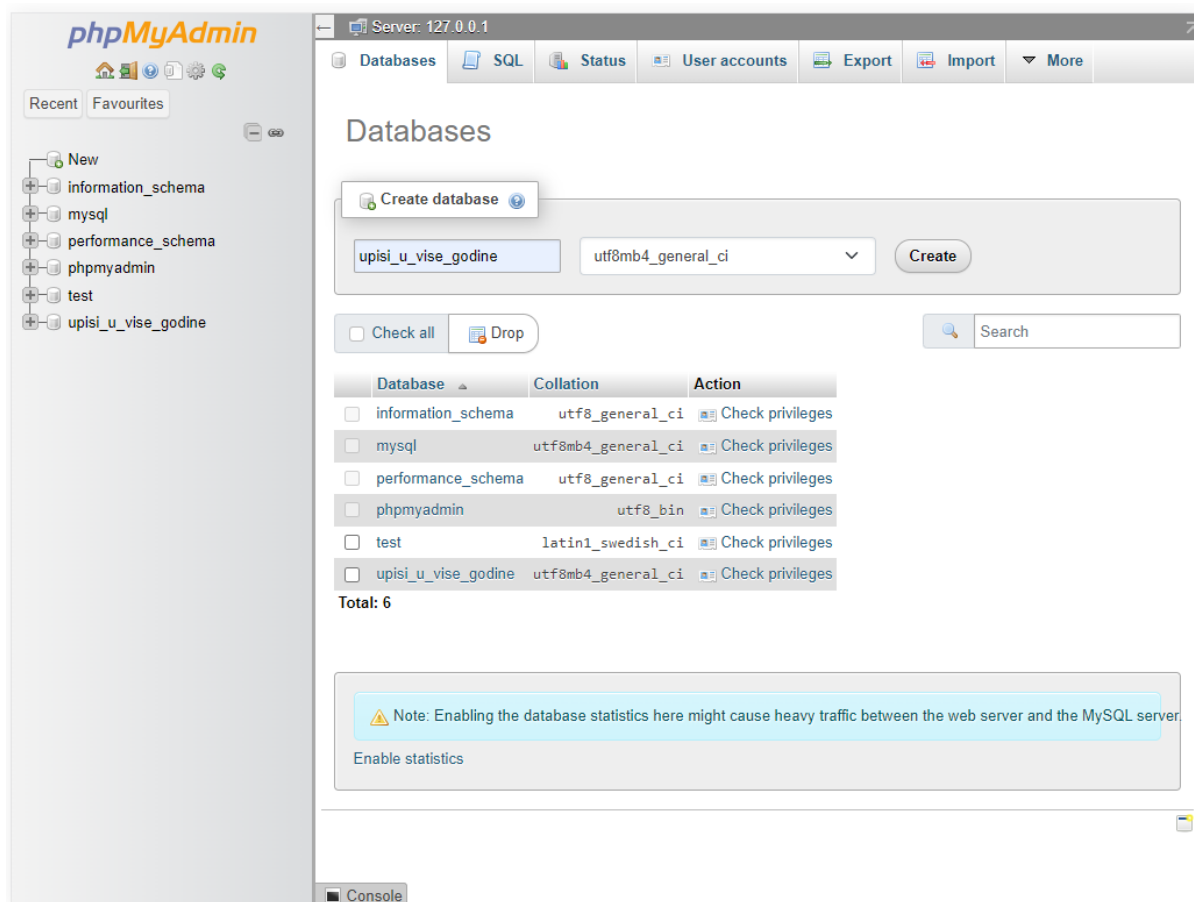 phpMyAdmin
Recent Favourites
New
information_schema
mysql
performance_schema
phpmyadmin
test
upisi_u_vise_godine
Server: 127.0.0.1
Databases SQL Status User accounts Export Import More
Databases
Create database
upisi_u_vise_godine utf8mb4_general_ci Create
Check all Drop Search
Database Collation Action
information_schema utf8_general_ci Check privileges
mysql utf8mb4_general_ci Check privileges
performance_schema utf8_general_ci Check privileges
phpmyadmin utf8_bin Check privileges
test latin1_swedish_ci Check privileges
upisi_u_vise_godine utf8mb4_general_ci Check privileges
Total: 6
Note: Enabling the database statistics here might cause heavy traffic between the web server and the MySQL server.
Enable statistics
Console